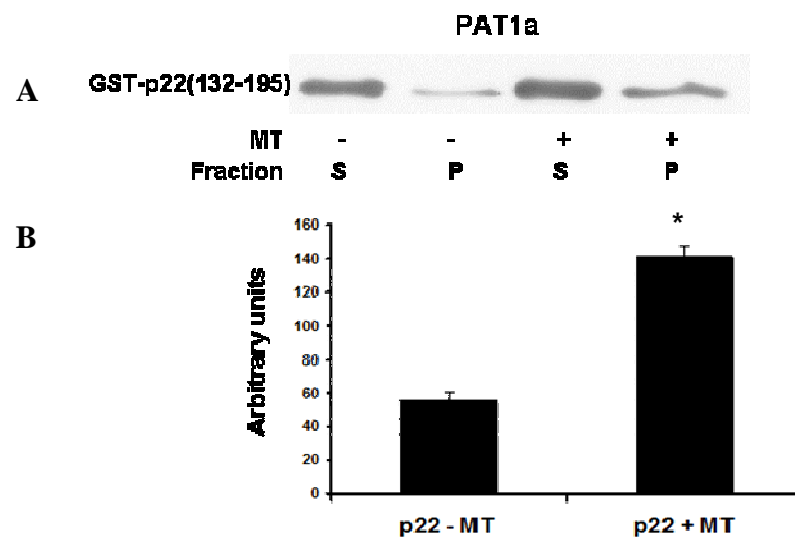 PAT1a
A
GST-p22(132-195)
MT - - + +
Fraction S P S P
B
*
160
140
120
100
80
60
40
20
0
Arbitrary units
p22 - MT p22 + MT